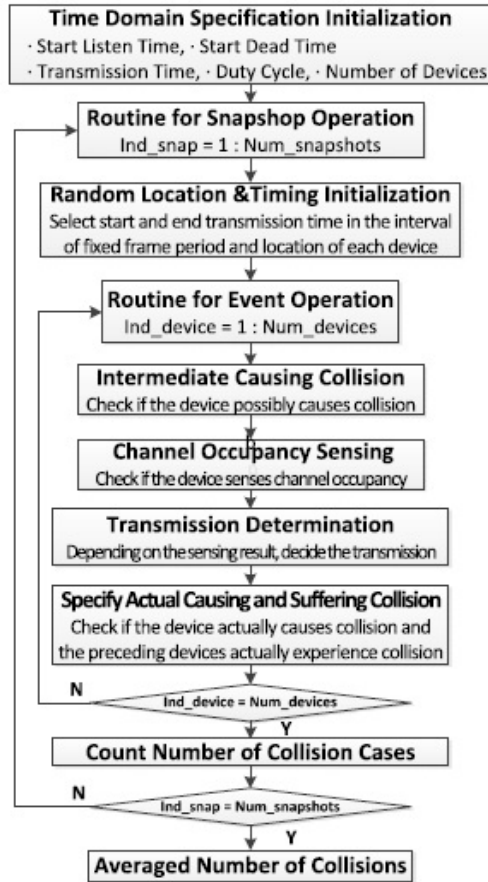 Time Domain Specification Initialization
· Start Listen Time, · Start Dead Time
· Transmission Time, · Duty Cycle, · Number of Devices
Routine for Snapshop Operation
Ind_snap = 1 : Num_snapshots
Random Location &Timing Initialization
Select start and end transmission time in the interval
of fixed frame period and location of each device
Routine for Event Operation
Ind_device = 1 : Num_devices
Intermediate Causing Collision
Check if the device possibly causes collision
Channel Occupancy Sensing
Check if the device senses channel occupancy
Transmission Determination
Depending on the sensing result, decide the transmission
Specify Actual Causing and Suffering Collision
Check if the device actually causes collision and
the preceding devices actually experience collision
N
Ind_device = Num_devices
Y
Count Number of Collision Cases
N
Ind_snap = Num_snapshots
Y
Averaged Number of Collisions